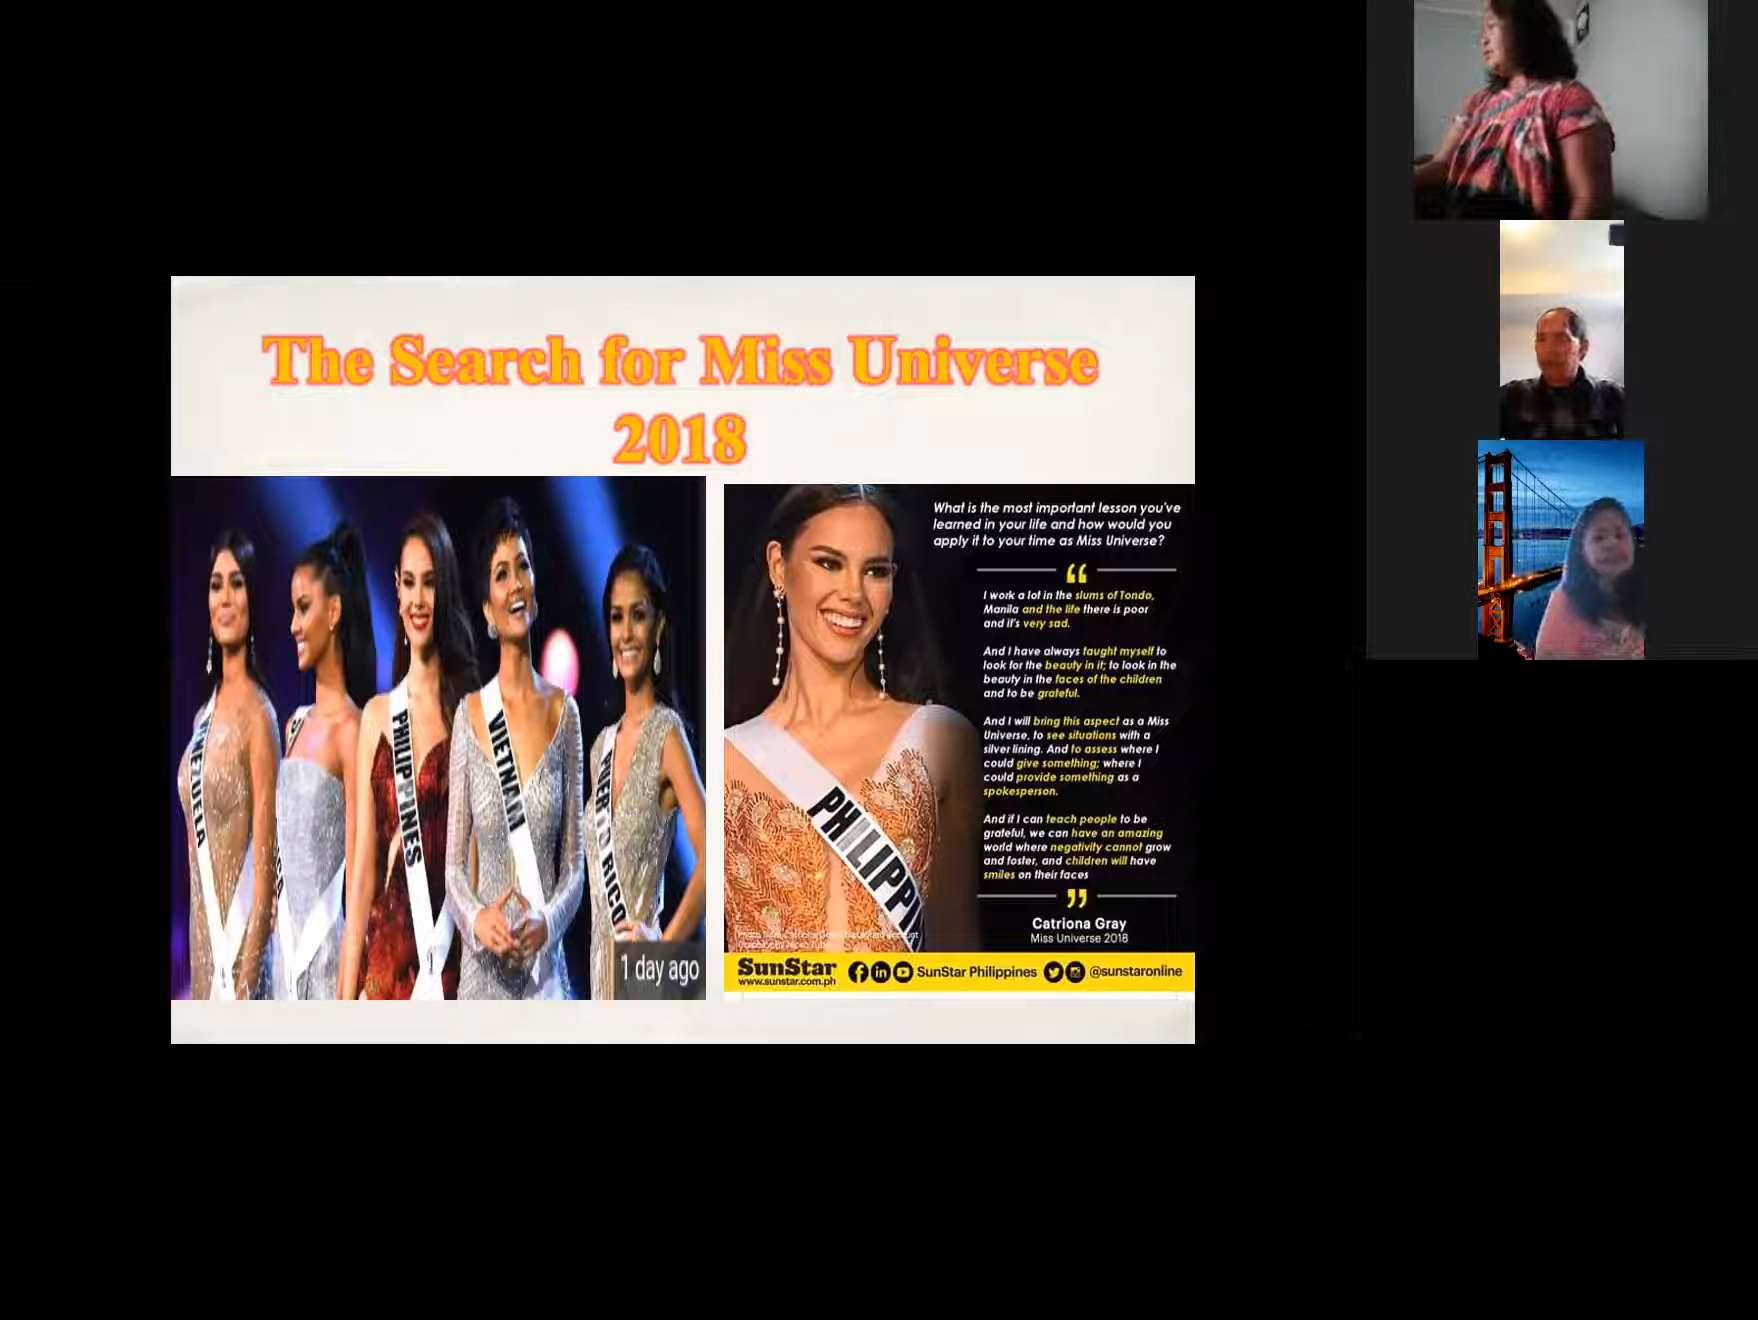 The Search for Miss Universe
2018
VENEZUELA
PHILIPPINES
VIETNAM
PUERTO RICO
1 day ago
What is the most important lesson you've
learned in your life and how would you
apply it to your time as Miss Universe?
“
I work a lot in the slums of Tondo,
Manila and the life there is poor
and it's very sad.
And I have always taught myself to
look for the beauty in it; to look in the
beauty in the faces of the children
and to be grateful.
And I will bring this aspect as a Miss
Universe, to see situations with a
silver lining. And to assess where I
could give something; where I
could provide something as a
spokesperson.
And if I can teach people to be
grateful, we can have an amazing
world where negativity cannot grow
and foster, and children will have
smiles on their faces
”
Catriona Gray
Miss Universe 2018
PHILIPPI
SunStar
www.sunstar.com.ph
SunStar Philippines
@sunstaronline